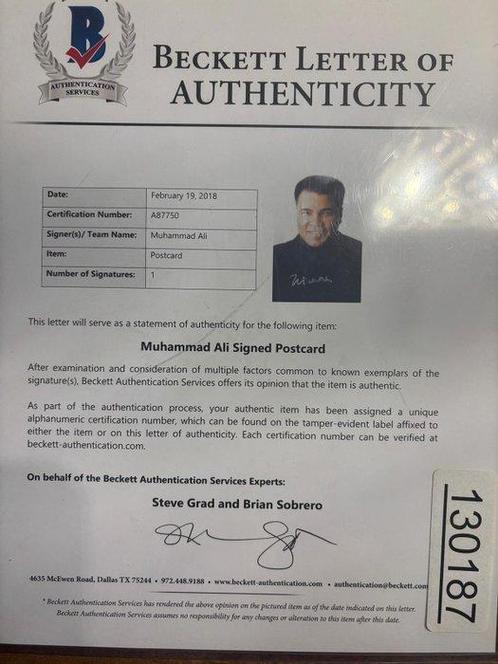 B
AUTHENTICATION
SERVICES
BECKETT LETTER OF
AUTHENTICITY
Date: February 19, 2018
Certification Number: A87750
Signer(s)/ Team Name: Muhammad Ali
Item: Postcard
Number of Signatures: 1
This letter will serve as a statement of authenticity for the following item:
Muhammad Ali Signed Postcard
After examination and consideration of multiple factors common to known exemplars of the
signature(s), Beckett Authentication Services offers its opinion that the item is authentic.
As part of the authentication process, your authentic item has been assigned a unique
alphanumeric certification number, which can be found on the tamper-evident label affixed to
either the item or on this letter of authenticity. Each certification number can be verified at
beckett-authentication.com.
On behalf of the Beckett Authentication Services Experts:
Steve Grad and Brian Sobrero
4635 McEwen Road, Dallas TX 75244 • 972.448.9188 • www.beckett-authentication.com • authentication@beckett.com
* Beckett Authentication Services has rendered the above opinion on the pictured item as of the date indicated on this letter.
Beckett Authentication Services assumes no responsibility for any changes or alteration to this item after this date.
130187